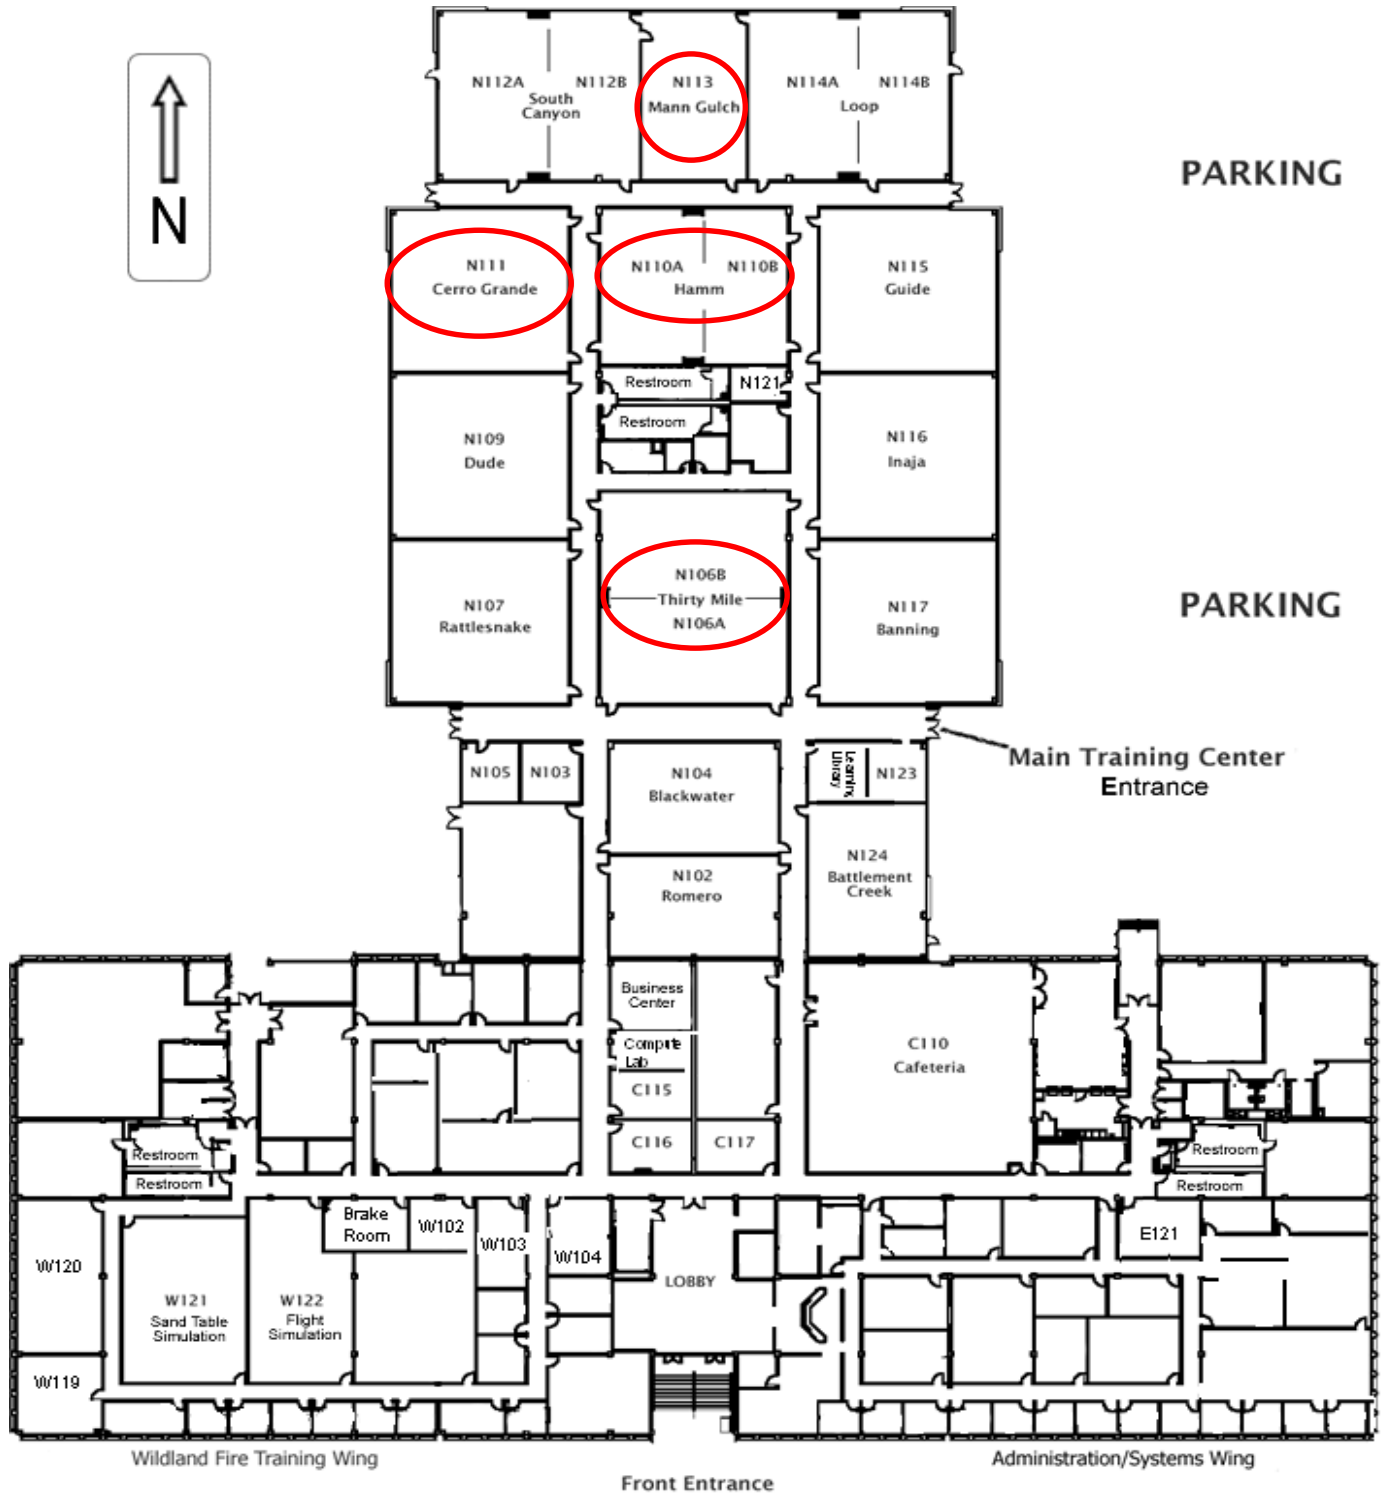 N112A
N112B
South
Canyon
N113
Mann Gulch
N114A
N114B
Loop
N
PARKING
N111
Cerro Grande
N110A
N110B
Hamm
N115
Guide
Restroom
N121
Restroom
N109
Dude
N116
Inaja
N107
Rattlesnake
N106B
Thirty Mile
N106A
N117
Banning
PARKING
Main Training Center
Entrance
N105
N103
N104
Blackwater
Learning
Library
N123
N102
Romero
N124
Battlement
Creek
Business
Center
Compute
Lab
C115
C116
C117
C110
Cafeteria
Restroom
Restroom
Restroom
Restroom
Brake
Room
W102
W103
W104
W120
W121
Sand Table
Simulation
W122
Flight
Simulation
LOBBY
E121
W119
Wildland Fire Training Wing
Administration/Systems Wing
Front Entrance